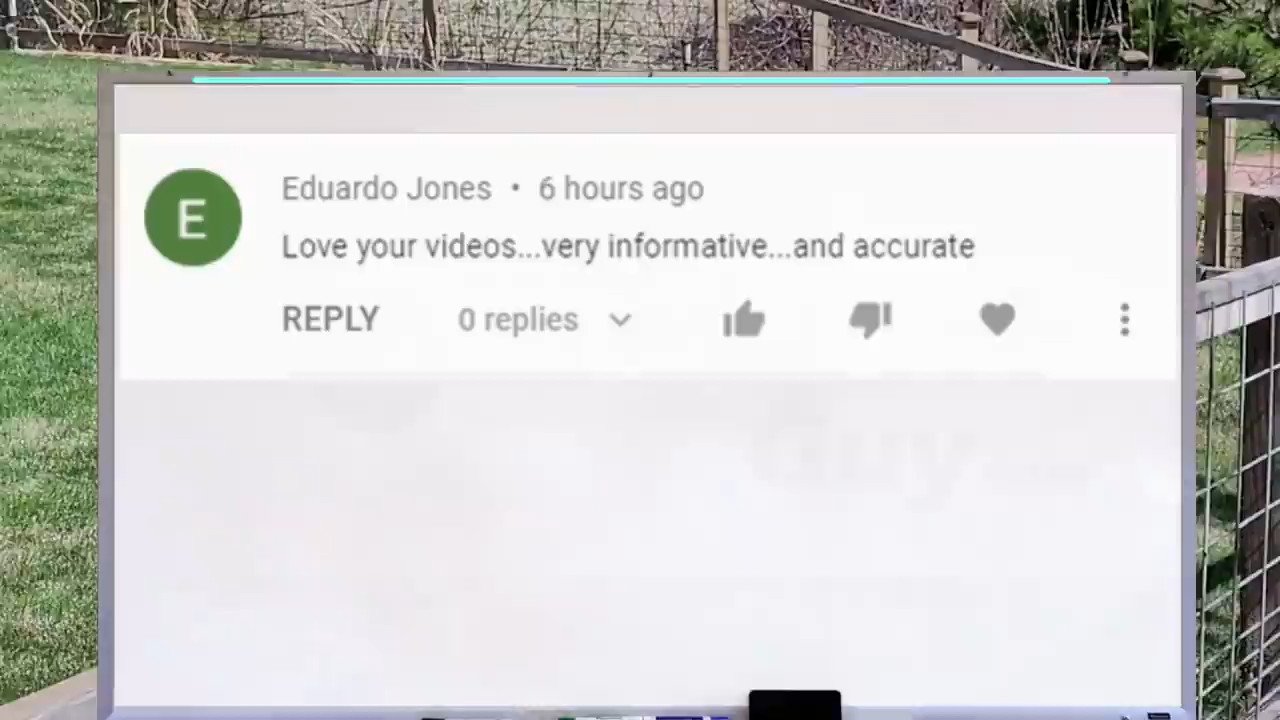 E
Eduardo Jones • 6 hours ago
Love your videos...very informative...and accurate
REPLY 0 replies